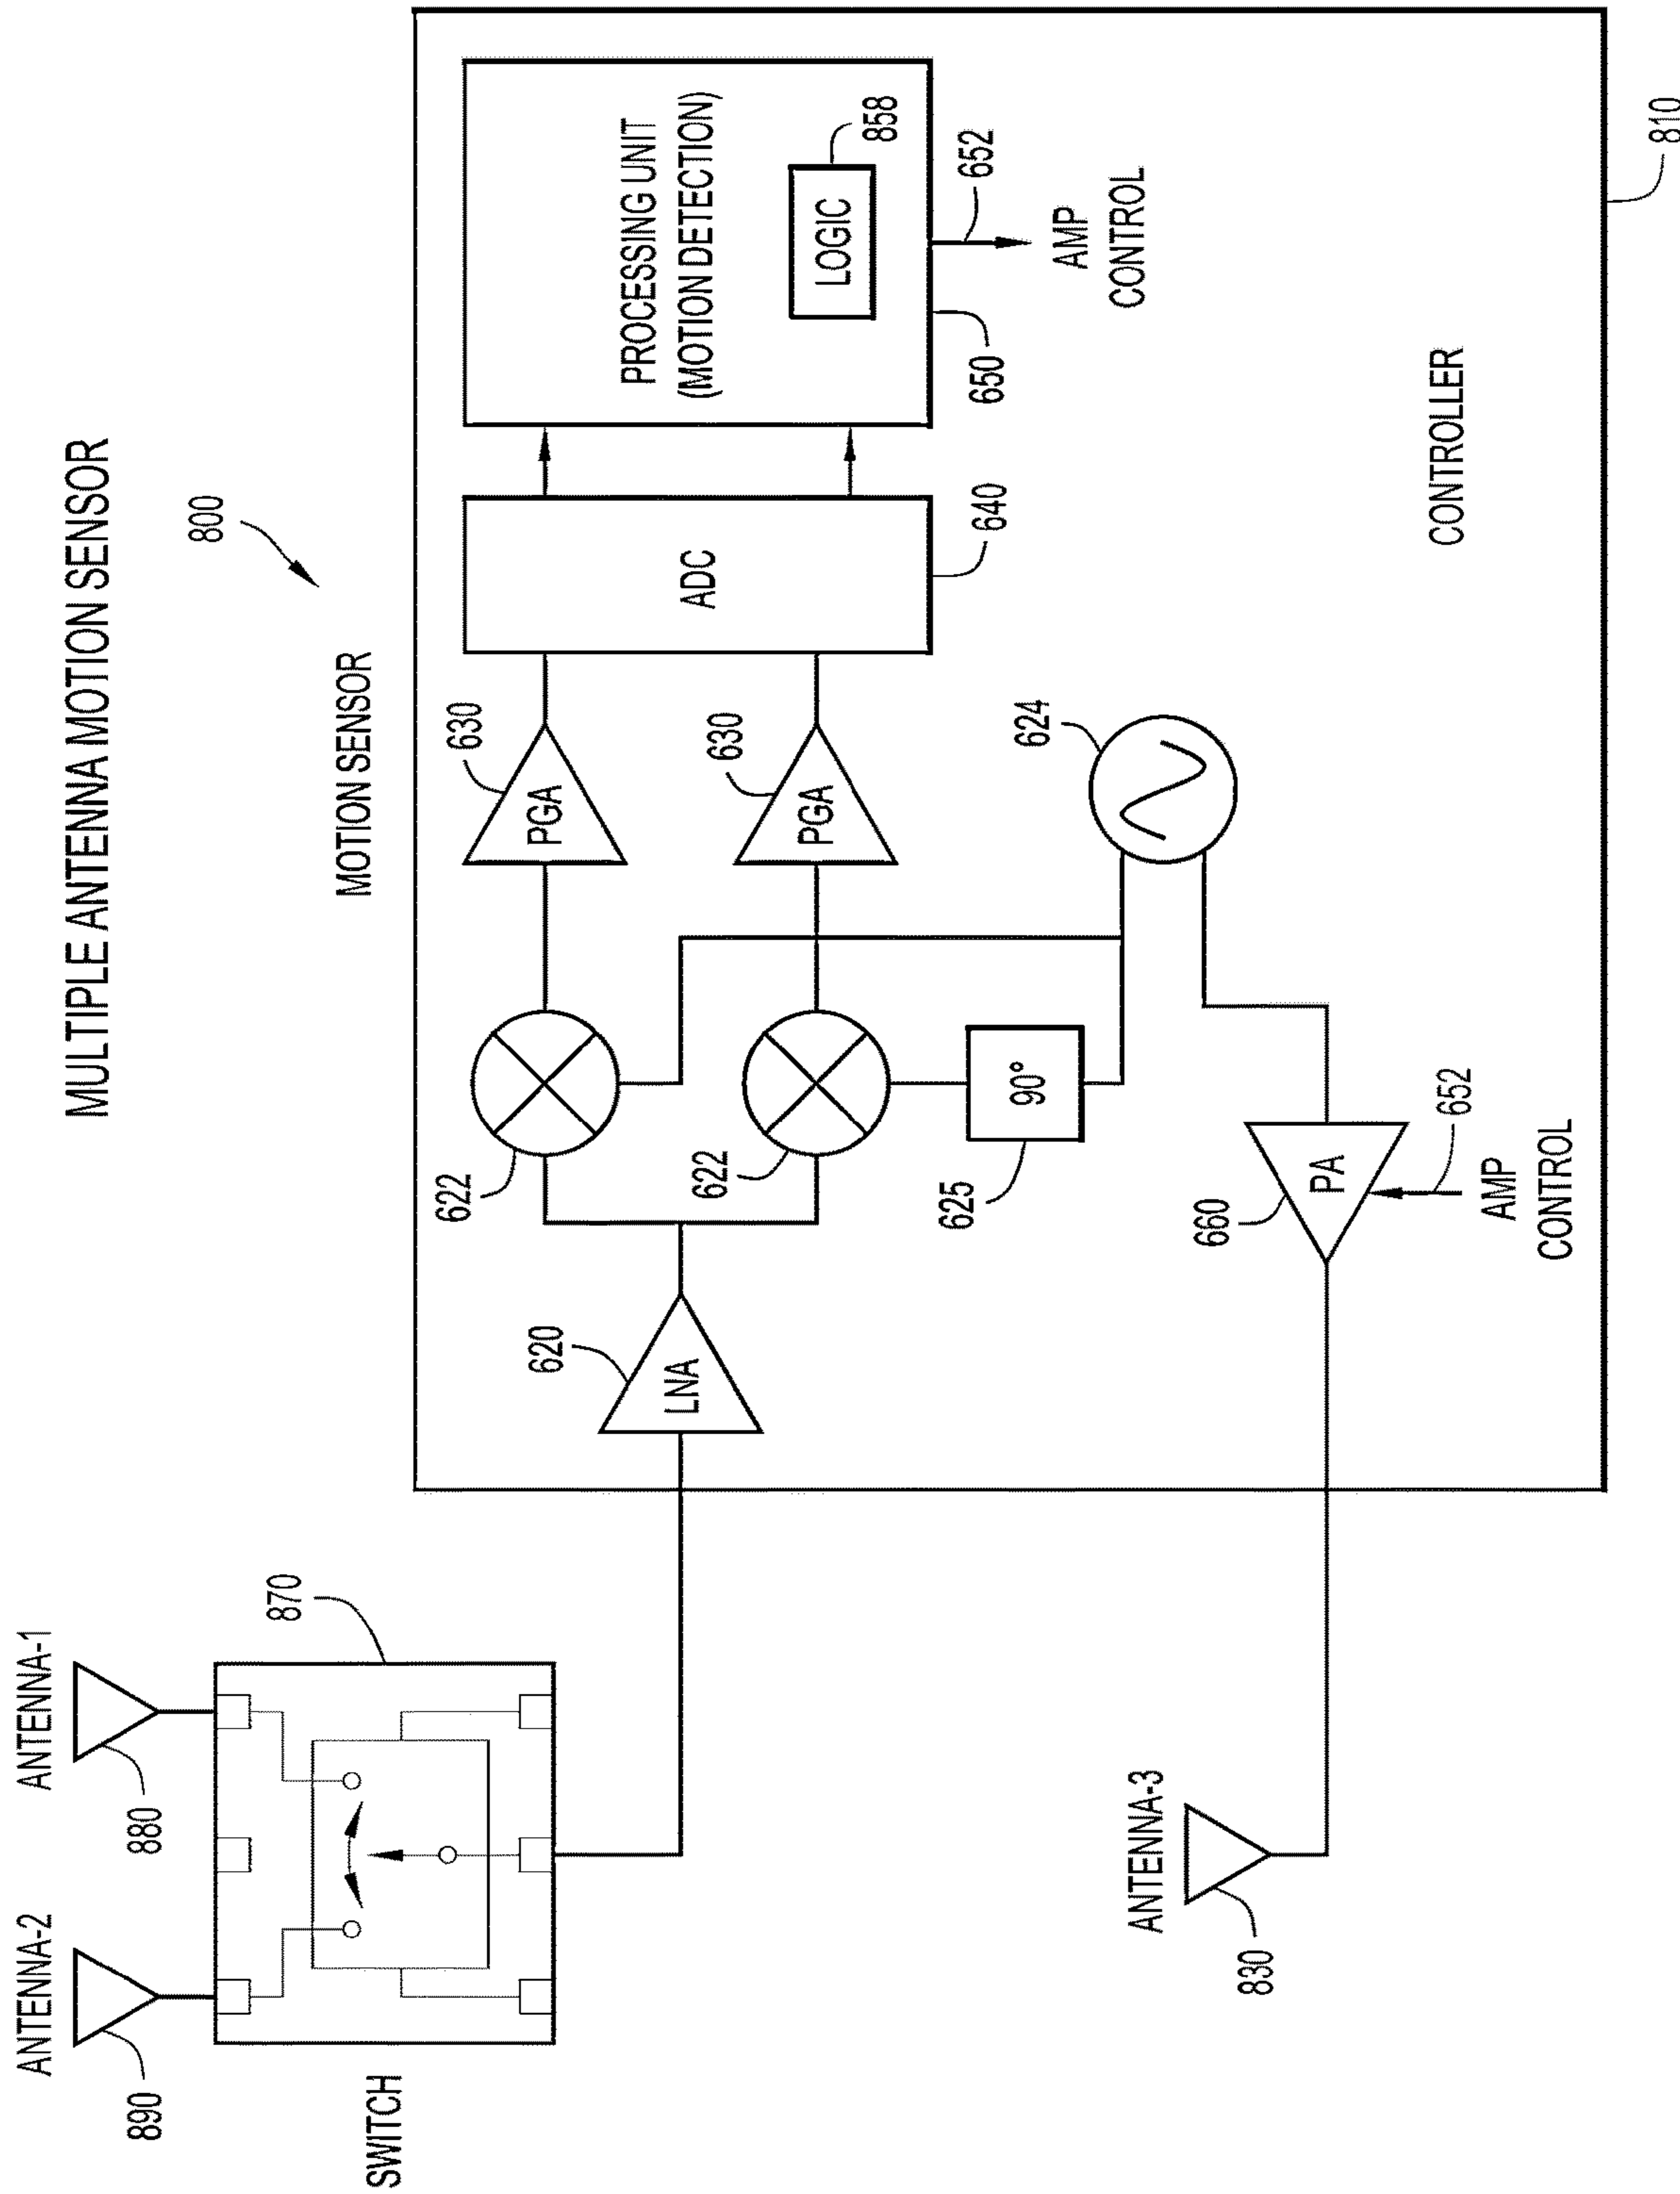 MULTIPLE ANTENNA MOTION SENSOR
800
MOTION SENSOR
ANTENNA-2
ANTENNA-1
890
880
870
SWITCH
620
LNA
622
622
630
PGA
630
PGA
ADC
640
PROCESSING UNIT
(MOTION DETECTION)
LOGIC
858
650
652
AMP
CONTROL
625
90°
624
ANTENNA-3
830
660
PA
652
AMP
CONTROL
CONTROLLER
810